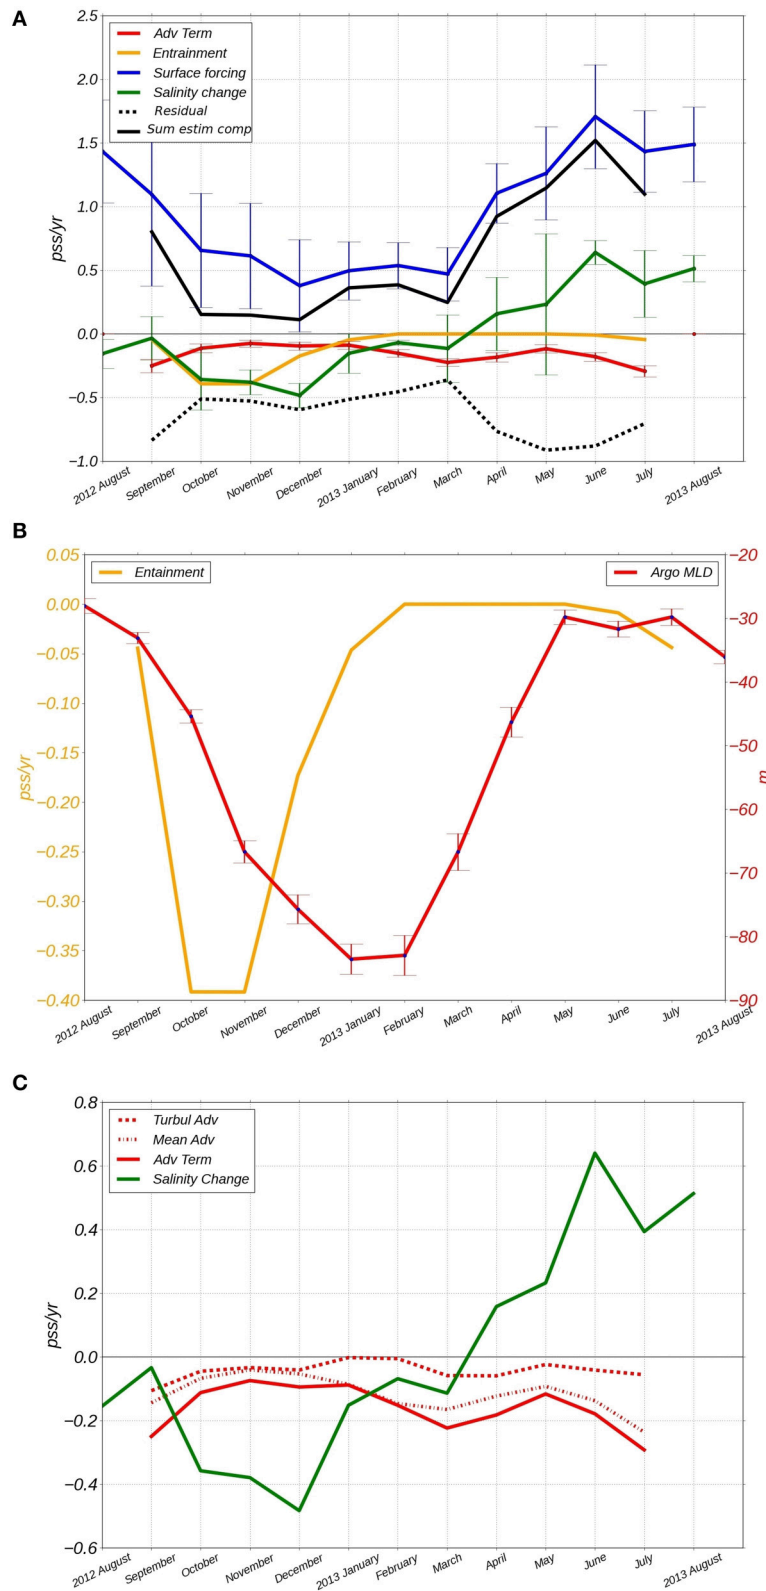 A
2.5
2.0
1.5
1.0
0.5
0.0
−0.5
−1.0
pss/yr
Adv Term
Entrainment
Surface forcing
Salinity change
Residual
Sum estim comp
2012 August
September
October
November
December
2013 January
February
March
April
May
June
July
2013 August
B
0.05
0.00
−0.05
−0.10
−0.15
−0.20
−0.25
−0.30
−0.35
−0.40
pss/yr
Entainment
Argo MLD
−20
−30
−40
−50
−60
−70
−80
−90
m
2012 August
September
October
November
December
2013 January
February
March
April
May
June
July
2013 August
C
0.8
0.6
0.4
0.2
0.0
−0.2
−0.4
−0.6
pss/yr
Turbul Adv
Mean Adv
Adv Term
Salinity Change
2012 August
September
October
November
December
2013 January
February
March
April
May
June
July
2013 August